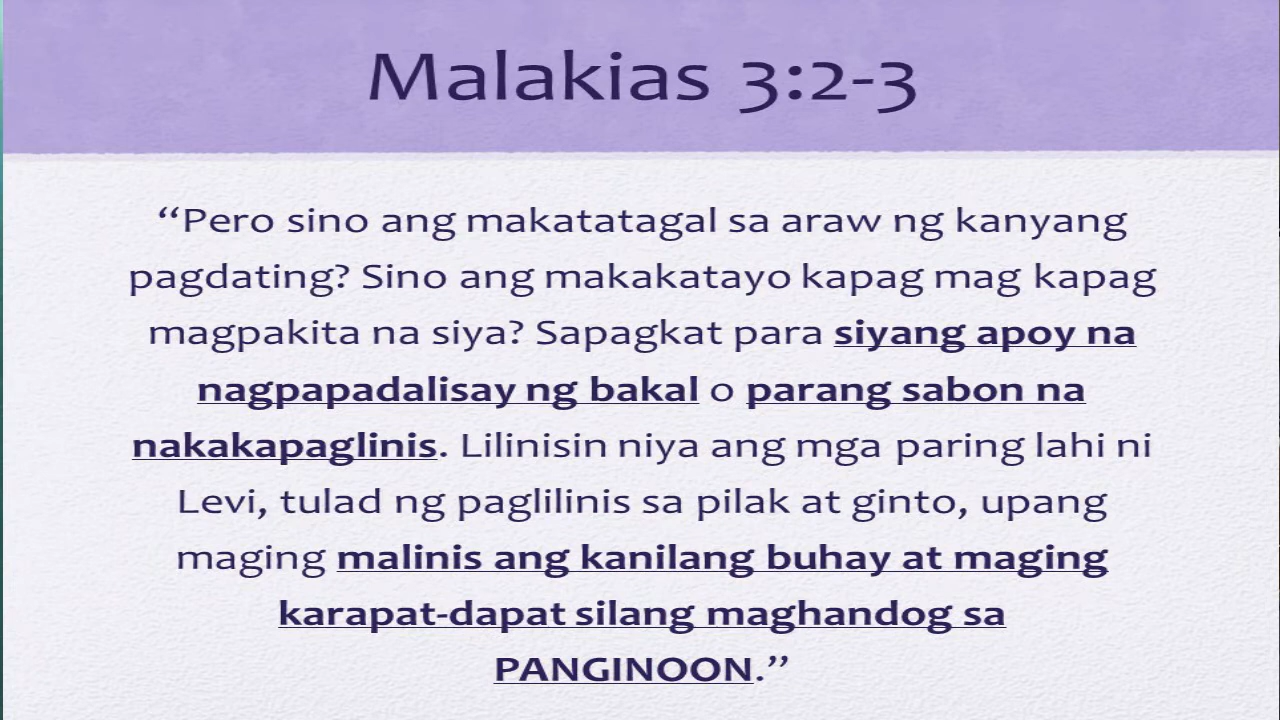 Malakias 3:2-3
“Pero sino ang makatatagal sa araw ng kanyang
pagdating? Sino ang makakatayo kapag mag kapag
magpakita na siya? Sapagkat para siyang apoy na
nagpapadalisay ng bakal o parang sabon na
nakakapaglinis. Lilinisin niya ang mga paring lahi ni
Levi, tulad ng paglilinis sa pilak at ginto, upang
maging malinis ang kanilang buhay at maging
karapat-dapat silang maghandog sa
PANGINOON.”